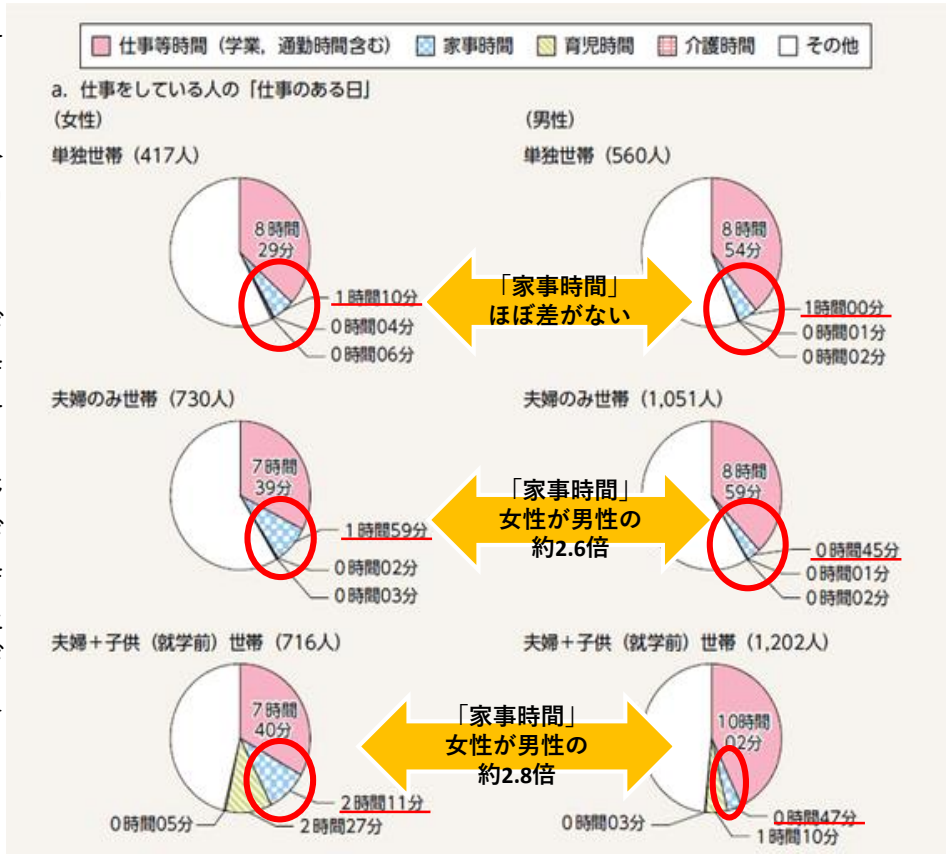 仕事等時間(学業,通勤時間含む) 家事時間 育児時間 介護時間 その他
a. 仕事をしている人の「仕事のある日」
(女性)
単独世帯(417人)
8時間
29分
1時間10分
0時間04分
0時間06分
(男性)
単独世帯(560人)
8時間
54分
1時間00分
0時間01分
0時間02分
「家事時間」
ほぼ差がない
夫婦のみ世帯(730人)
7時間
39分
1時間59分
0時間02分
0時間03分
夫婦のみ世帯(1,051人)
8時間
59分
0時間45分
0時間01分
0時間02分
「家事時間」
女性が男性の
約2.6倍
夫婦+子供(就学前)世帯(716人)
7時間
40分
2時間11分
2時間27分
0時間05分
夫婦+子供(就学前)世帯(1,202人)
10時間
02分
0時間47分
1時間10分
0時間03分
「家事時間」
女性が男性の
約2.8倍